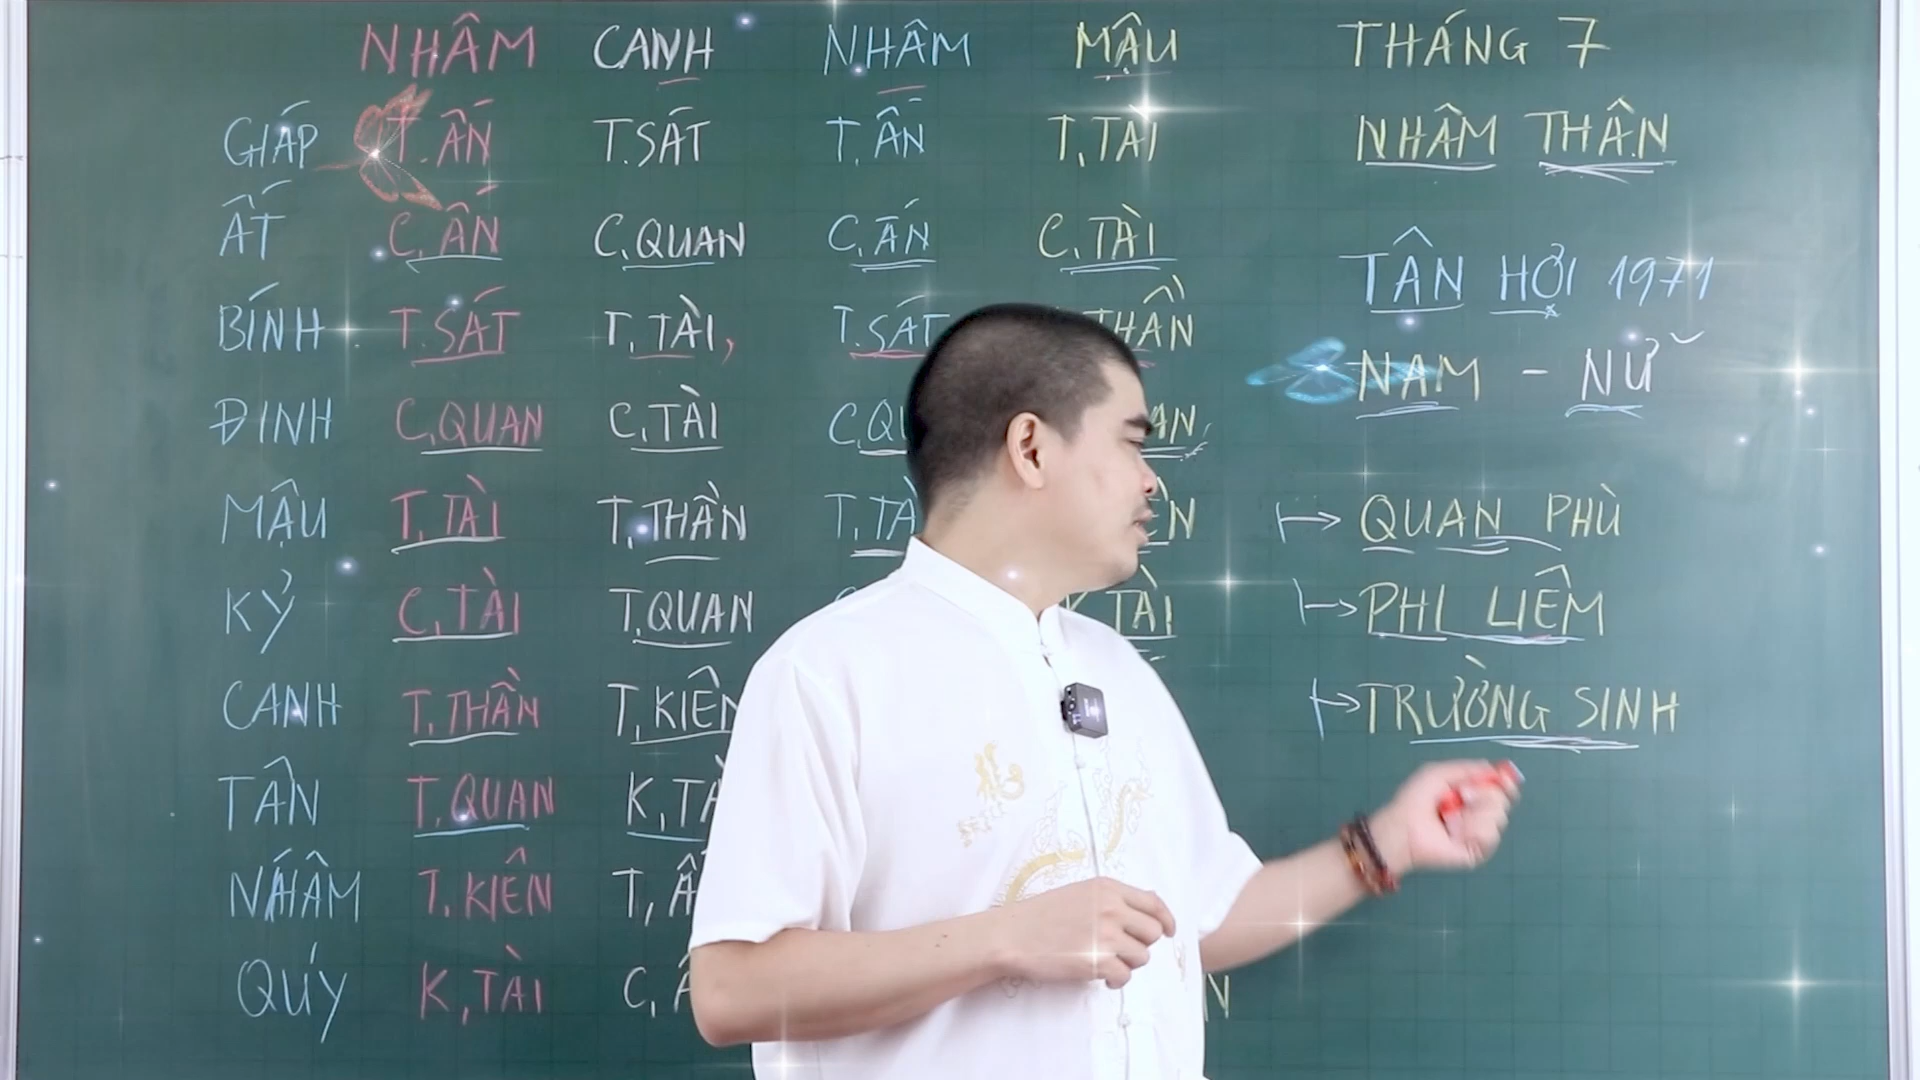 NHÂM CANH NHÂM MẬU THÁNG 7
GIÁP T.ẤN T.SÁT T.ẤN T.TÀI NHÂM THÂN
ẤT C.ẤN C.QUAN C.ẤN C.TÀI TÂN HỢI 1971
BÍNH T.SÁT T.TÀI, T.SÁT THẦN NAM - NỮ
ĐINH C.QUAN C.TÀI
MẬU T.TÀI T.THẦN QUAN PHÙ
KỶ C.TÀI T.QUAN TÀI PHI LIÊM
CANH T.THẦN TRƯỜNG SINH
TÂN T.QUAN
T.KIÊN
QUÝ K.TÀI